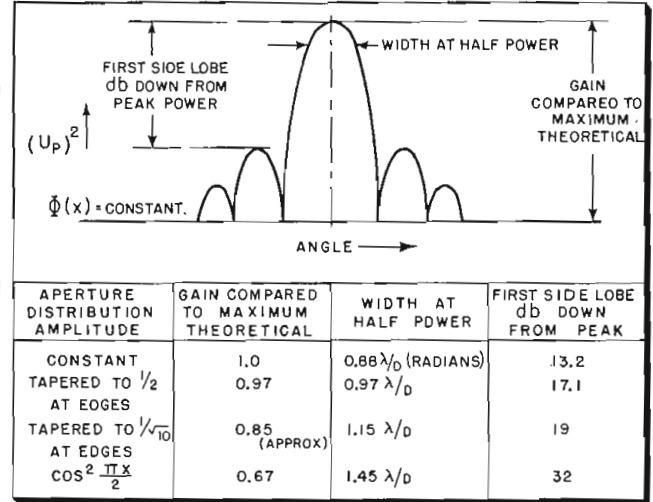 FIRST SIDE LOBE
db DOWN FROM
PEAK POWER
(U_P)²
WIDTH AT HALF POWER
GAIN
COMPARED TO
MAXIMUM
THEORETICAL
Φ(x) = CONSTANT.
ANGLE
APERTURE DISTRIBUTION AMPLITUDE | GAIN COMPARED TO MAXIMUM THEORETICAL | WIDTH AT HALF POWER | FIRST SIDE LOBE db DOWN FROM PEAK
CONSTANT | 1.0 | 0.88 λ/D (RADIANS) | 13.2
TAPERED TO 1/2 AT EDGES | 0.97 | 0.97 λ/D | 17.1
TAPERED TO 1/√10 AT EDGES | 0.85 (APPROX) | 1.15 λ/D | 19
COS² πx/2 | 0.67 | 1.45 λ/D | 32